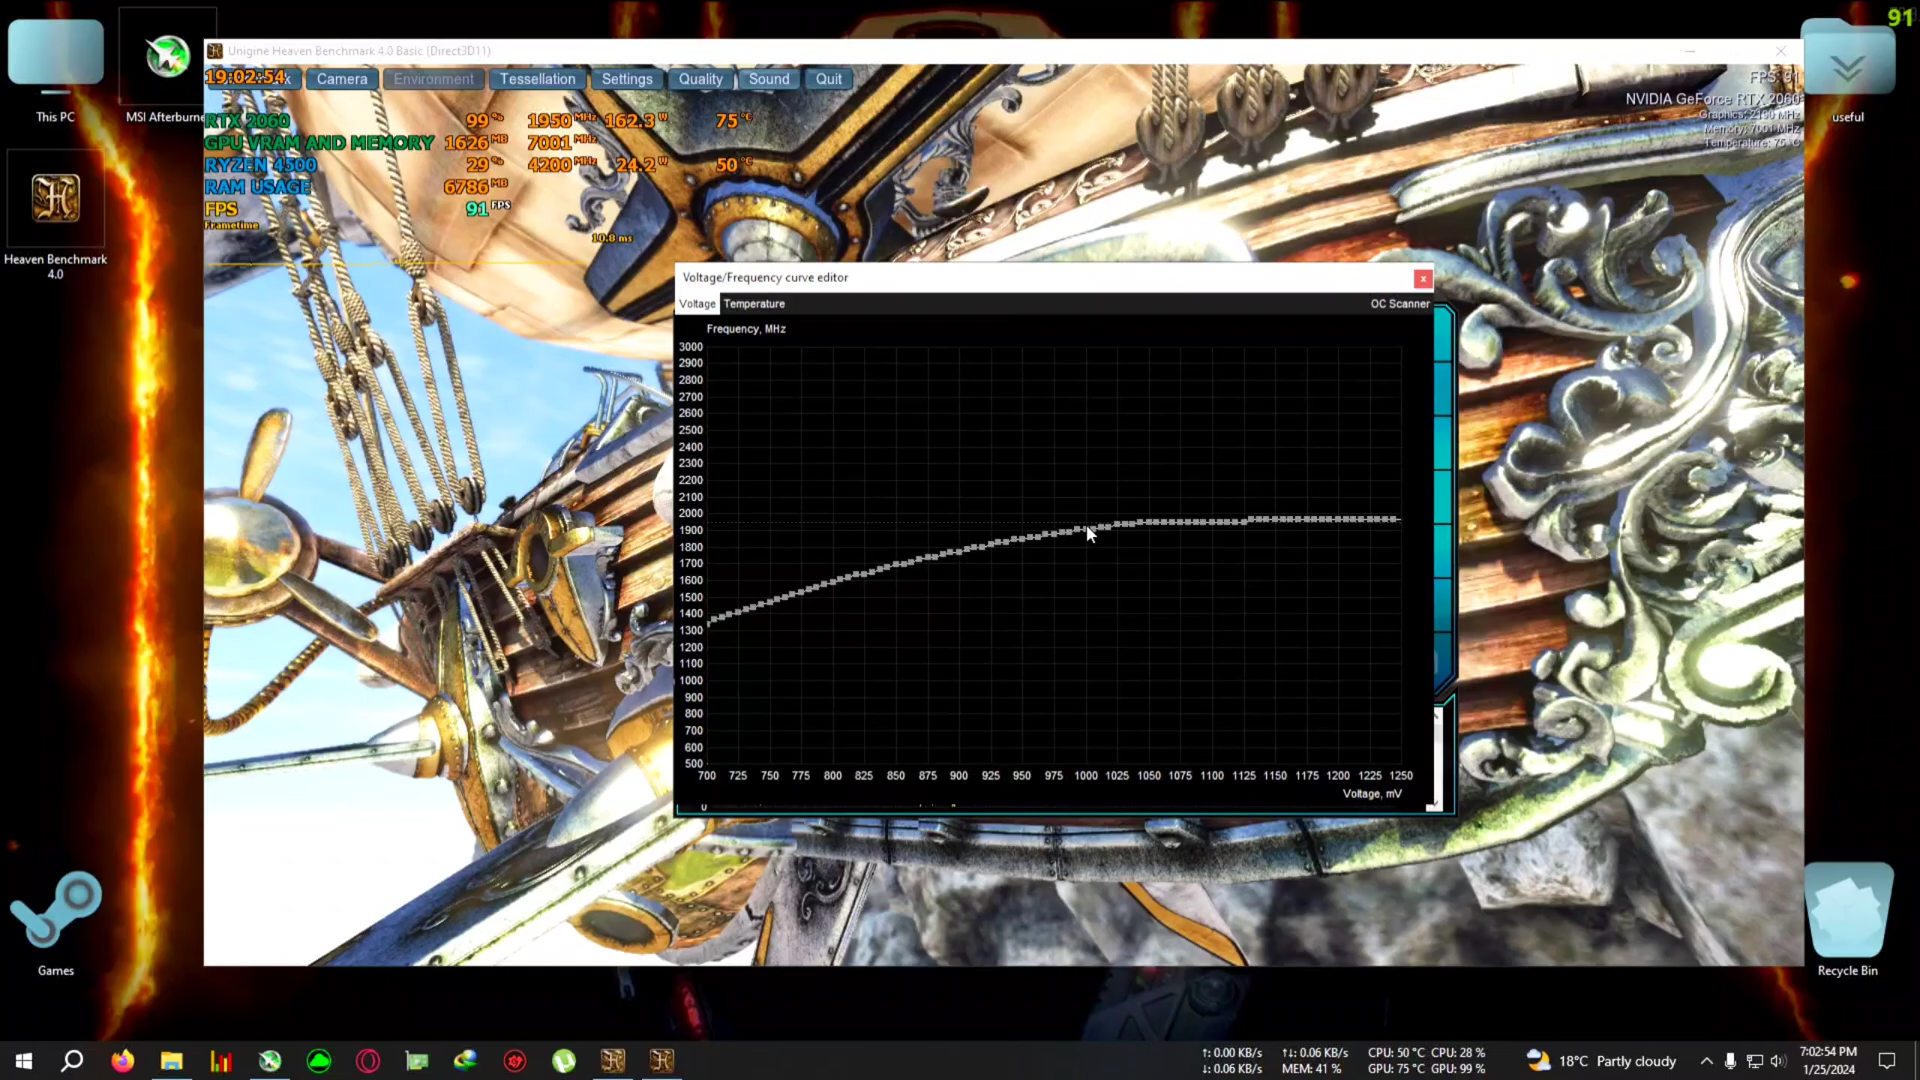 91
This PC
MSI Afterburne
Heaven Benchmark
4.0
Games
useful
Recycle Bin
Unigine Heaven Benchmark 4.0 Basic (Direct3D11)
19:02:54k
Camera
Environment
Tessellation
Settings
Quality
Sound
Quit
FPS: 91
NVIDIA GeForce RTX 2060
Graphics: 2130 MHz
Memory: 7001 MHz
Temperature: 75° C
RTX 2060 99 % 1950 MHz 162.3 W 75 °C
GPU VRAM AND MEMORY 1626 MB 7001 MHz
RYZEN 4500 29 % 4200 MHz 24.2 W 50 °C
RAM USAGE 6786 MB
FPS 91 FPS
Frametime
10.8 ms
Voltage/Frequency curve editor
x
Voltage Temperature OC Scanner
Frequency, MHz
3000
2900
2800
2700
2600
2500
2400
2300
2200
2100
2000
1900
1800
1700
1600
1500
1400
1300
1200
1100
1000
900
800
700
600
500
700 725 750 775 800 825 850 875 900 925 950 975 1000 1025 1050 1075 1100 1125 1150 1175 1200 1225 1250
Voltage, mV
0
↑: 0.00 KB/s
↓: 0.06 KB/s
↑↓: 0.06 KB/s
MEM: 41 %
CPU: 50 °C CPU: 28 %
GPU: 75 °C GPU: 99 %
18°C Partly cloudy
7:02:54 PM
1/25/2024